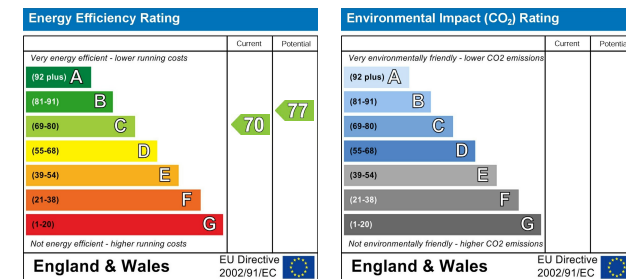 Energy Efficiency Rating
Current Potential
Very energy efficient - lower running costs
(92 plus) A
(81-91) B
(69-80) C
(55-68) D
(39-54) E
(21-38) F
(1-20) G
70
77
Not energy efficient - higher running costs
England & Wales
EU Directive
2002/91/EC
Environmental Impact (CO₂) Rating
Current Potential
Very environmentally friendly - lower CO2 emissions
(92 plus) A
(81-91) B
(69-80) C
(55-68) D
(39-54) E
(21-38) F
(1-20) G
Not environmentally friendly - higher CO2 emissions
England & Wales
EU Directive
2002/91/EC